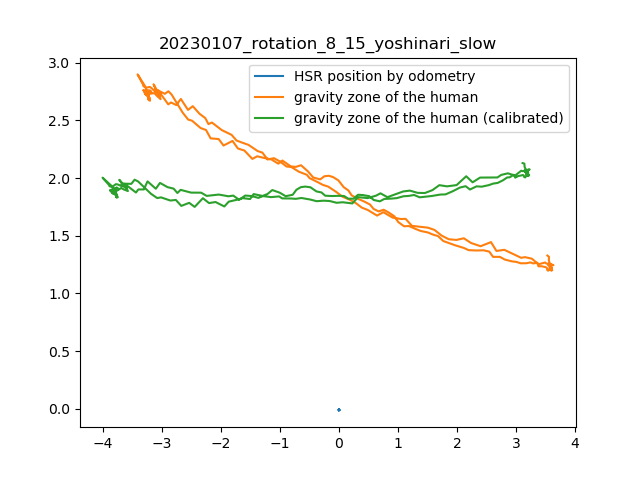 20230107_rotation_8_15_yoshinari_slow
HSR position by odometry
gravity zone of the human
gravity zone of the human (calibrated)
3.0
2.5
2.0
1.5
1.0
0.5
0.0
−4 −3 −2 −1 0 1 2 3 4